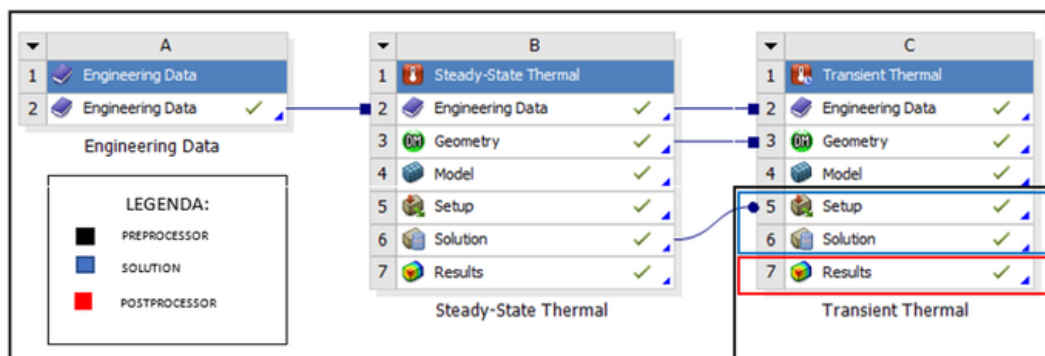 A
1 Engineering Data
2 Engineering Data
Engineering Data
LEGENDA:
PREPROCESSOR
SOLUTION
POSTPROCESSOR
B
1 Steady-State Thermal
2 Engineering Data
3 DM Geometry
4 Model
5 Setup
6 Solution
7 Results
Steady-State Thermal
C
1 Transient Thermal
2 Engineering Data
3 DM Geometry
4 Model
5 Setup
6 Solution
7 Results
Transient Thermal